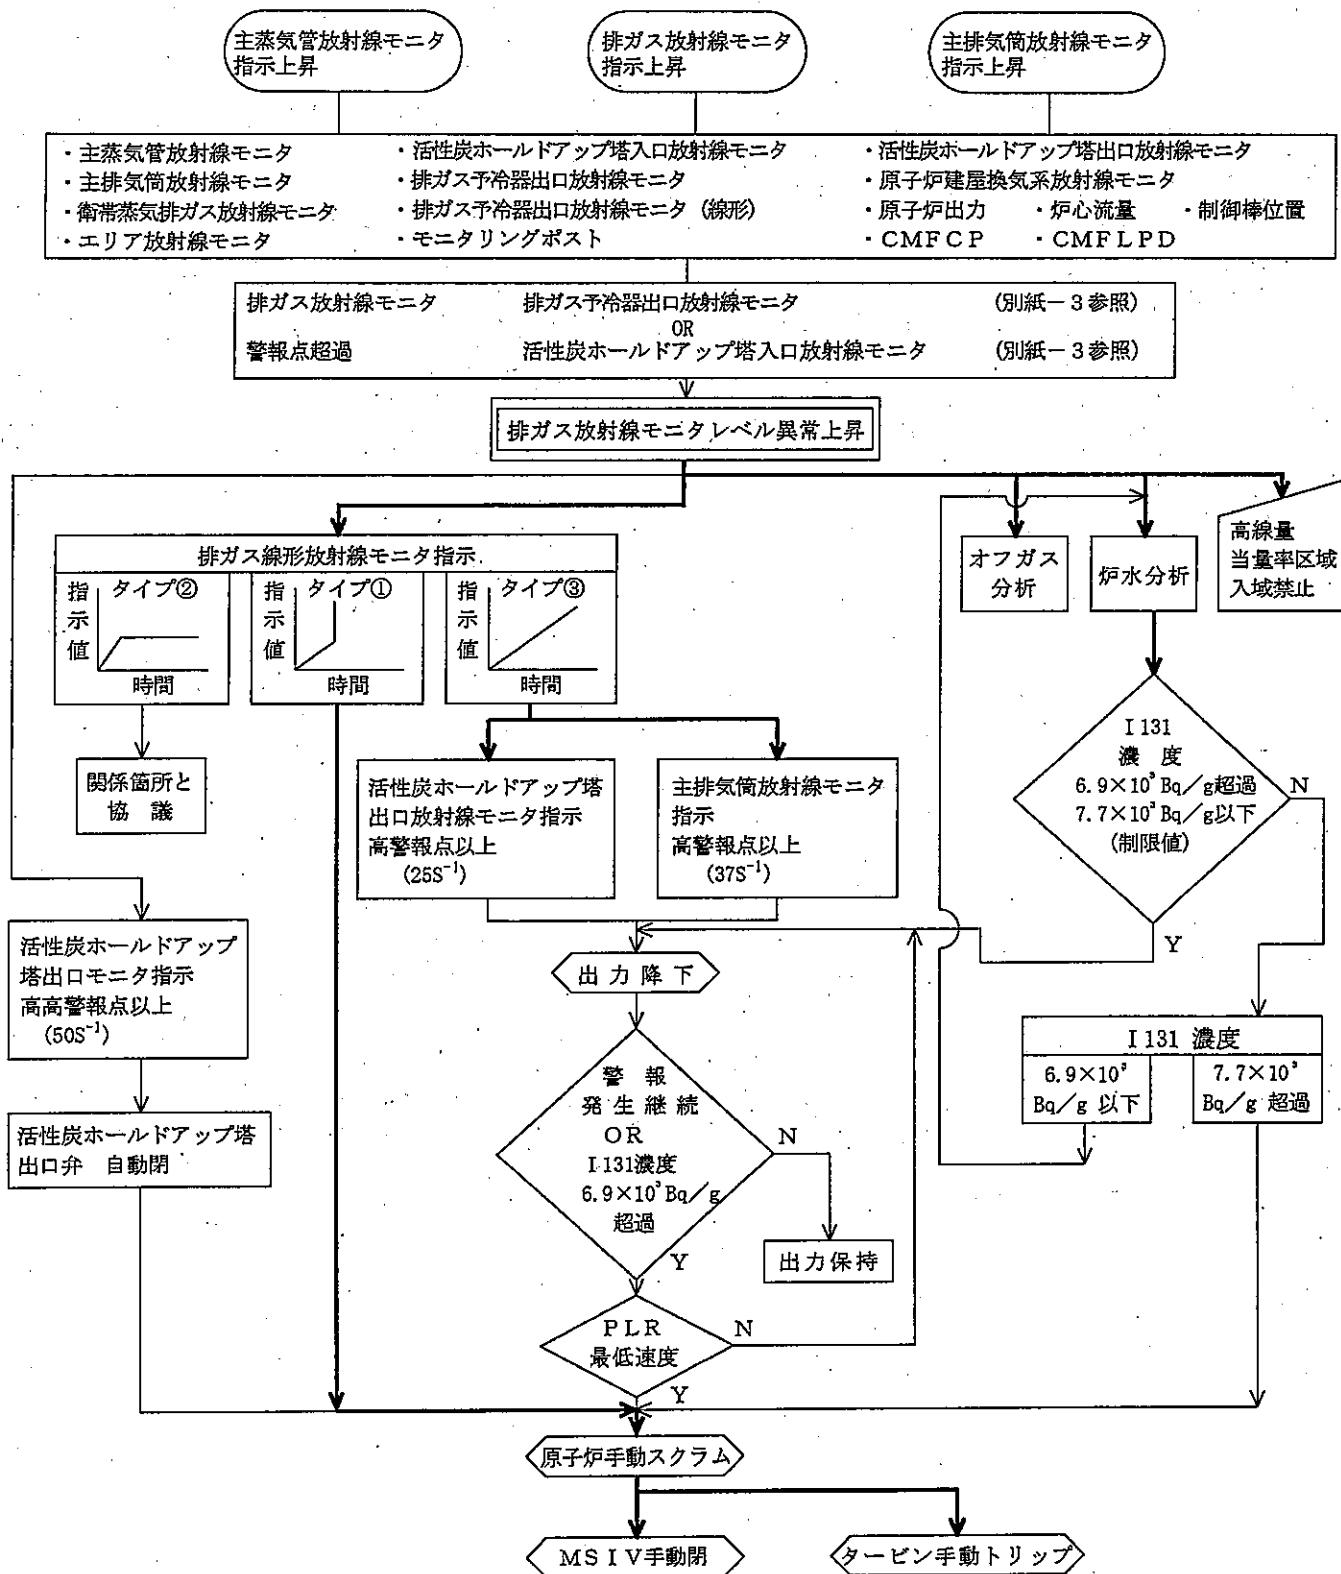 主蒸気管放射線モニタ
指示上昇
排ガス放射線モニタ
指示上昇
主排気筒放射線モニタ
指示上昇
・主蒸気管放射線モニタ
・活性炭ホールドアップ塔入口放射線モニタ
・活性炭ホールドアップ塔出口放射線モニタ
・主排気筒放射線モニタ
・排ガス予冷器出口放射線モニタ
・原子炉建屋換気系放射線モニタ
・衛帯蒸気排ガス放射線モニタ
・排ガス予冷器出口放射線モニタ (線形)
・原子炉出力 ・炉心流量 ・制御棒位置
・エリア放射線モニタ
・モニタリングポスト
・CMFCP ・CMFLPD
排ガス放射線モニタ 排ガス予冷器出口放射線モニタ (別紙-3参照)
OR
警報点超過 活性炭ホールドアップ塔入口放射線モニタ (別紙-3参照)
排ガス放射線モニタレベル異常上昇
排ガス線形放射線モニタ指示
指示値
タイプ②
時間
タイプ①
時間
指示値
タイプ③
時間
オフガス
分析
炉水分析
高線量
当量率区域
入域禁止
関係箇所と
協議
活性炭ホールドアップ塔
出口放射線モニタ指示
高警報点以上
(25S⁻¹)
主排気筒放射線モニタ
指示
高警報点以上
(37S⁻¹)
I 131
濃度
6.9×10³ Bq/g超過
7.7×10³ Bq/g以下
(制限値)
N
Y
活性炭ホールドアップ
塔出口モニタ指示
高高警報点以上
(50S⁻¹)
出力降下
I 131 濃度
6.9×10³
Bq/g 以下
7.7×10³
Bq/g 超過
活性炭ホールドアップ塔
出口弁 自動閉
警報
発生継続
OR
I 131濃度
6.9×10³ Bq/g
超過
N
Y
出力保持
PLR
最低速度
N
Y
原子炉手動スクラム
MSIV手動閉
タービン手動トリップ